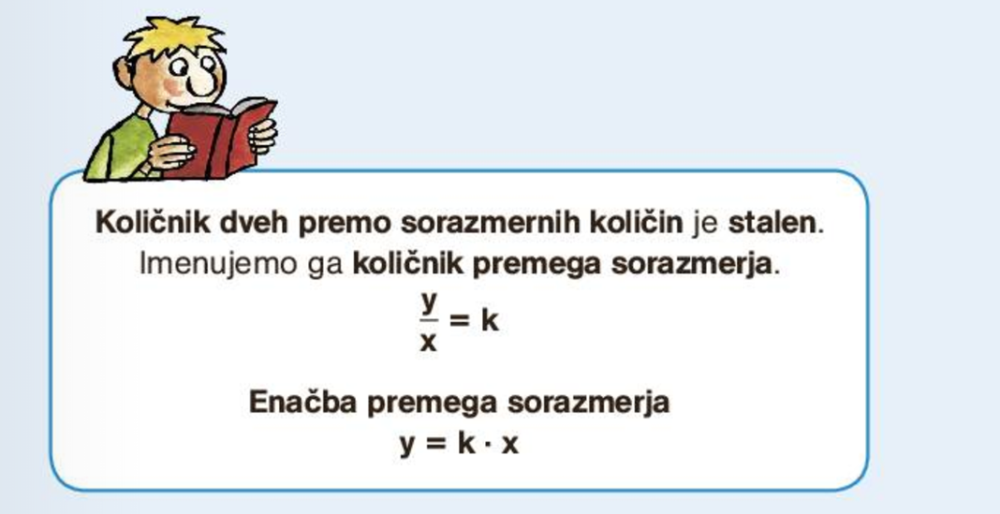 Količnik dveh premo sorazmernih količin je stalen.
Imenujemo ga količnik premega sorazmerja.
y/x = k
Enačba premega sorazmerja
y = k · x